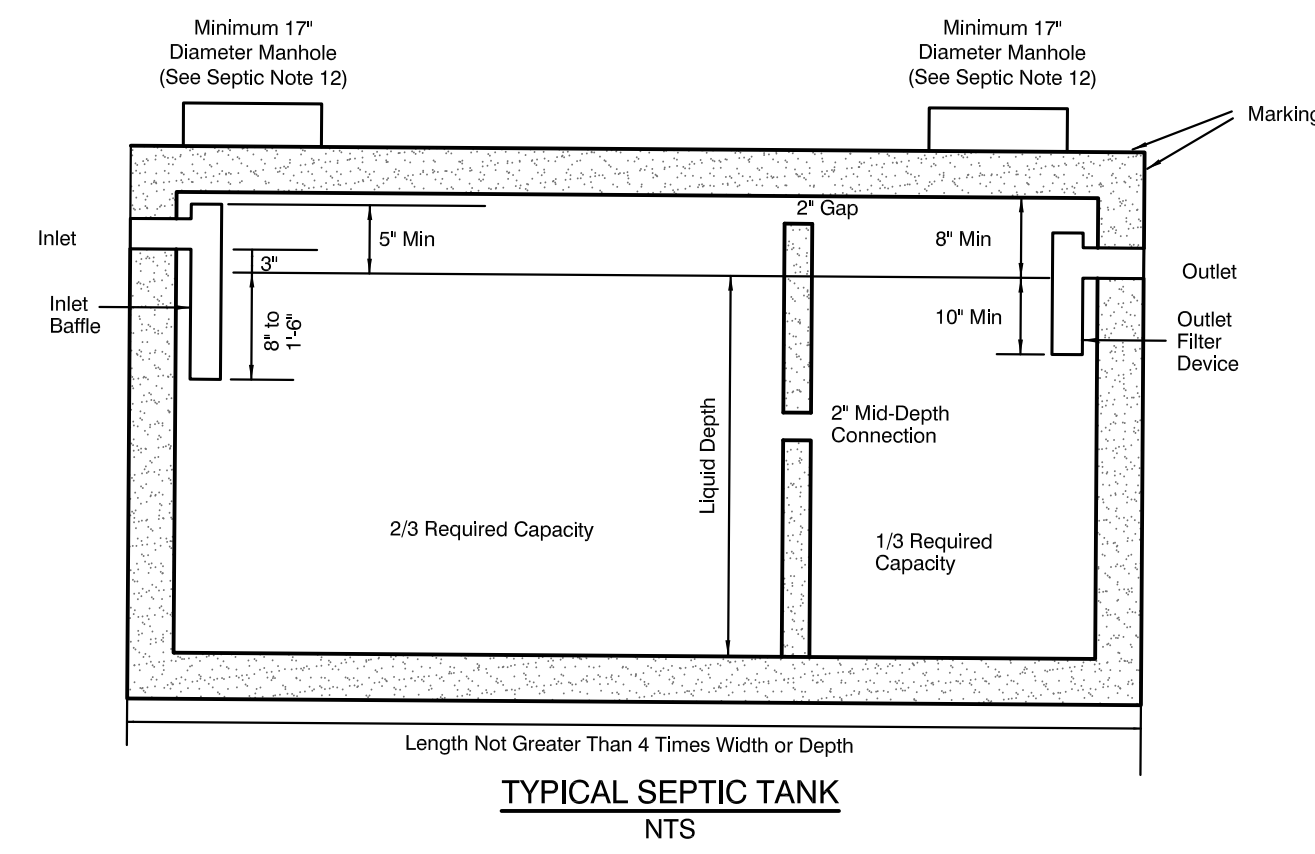 Minimum 17"
Diameter Manhole
(See Septic Note 12)
Minimum 17"
Diameter Manhole
(See Septic Note 12)
Marking
2" Gap
Inlet
5" Min
8" Min
3"
Outlet
Inlet
Baffle
8" to
1'-6"
10" Min
Outlet
Filter
Device
Liquid Depth
2" Mid-Depth
Connection
2/3 Required Capacity
1/3 Required
Capacity
Length Not Greater Than 4 Times Width or Depth
TYPICAL SEPTIC TANK
NTS